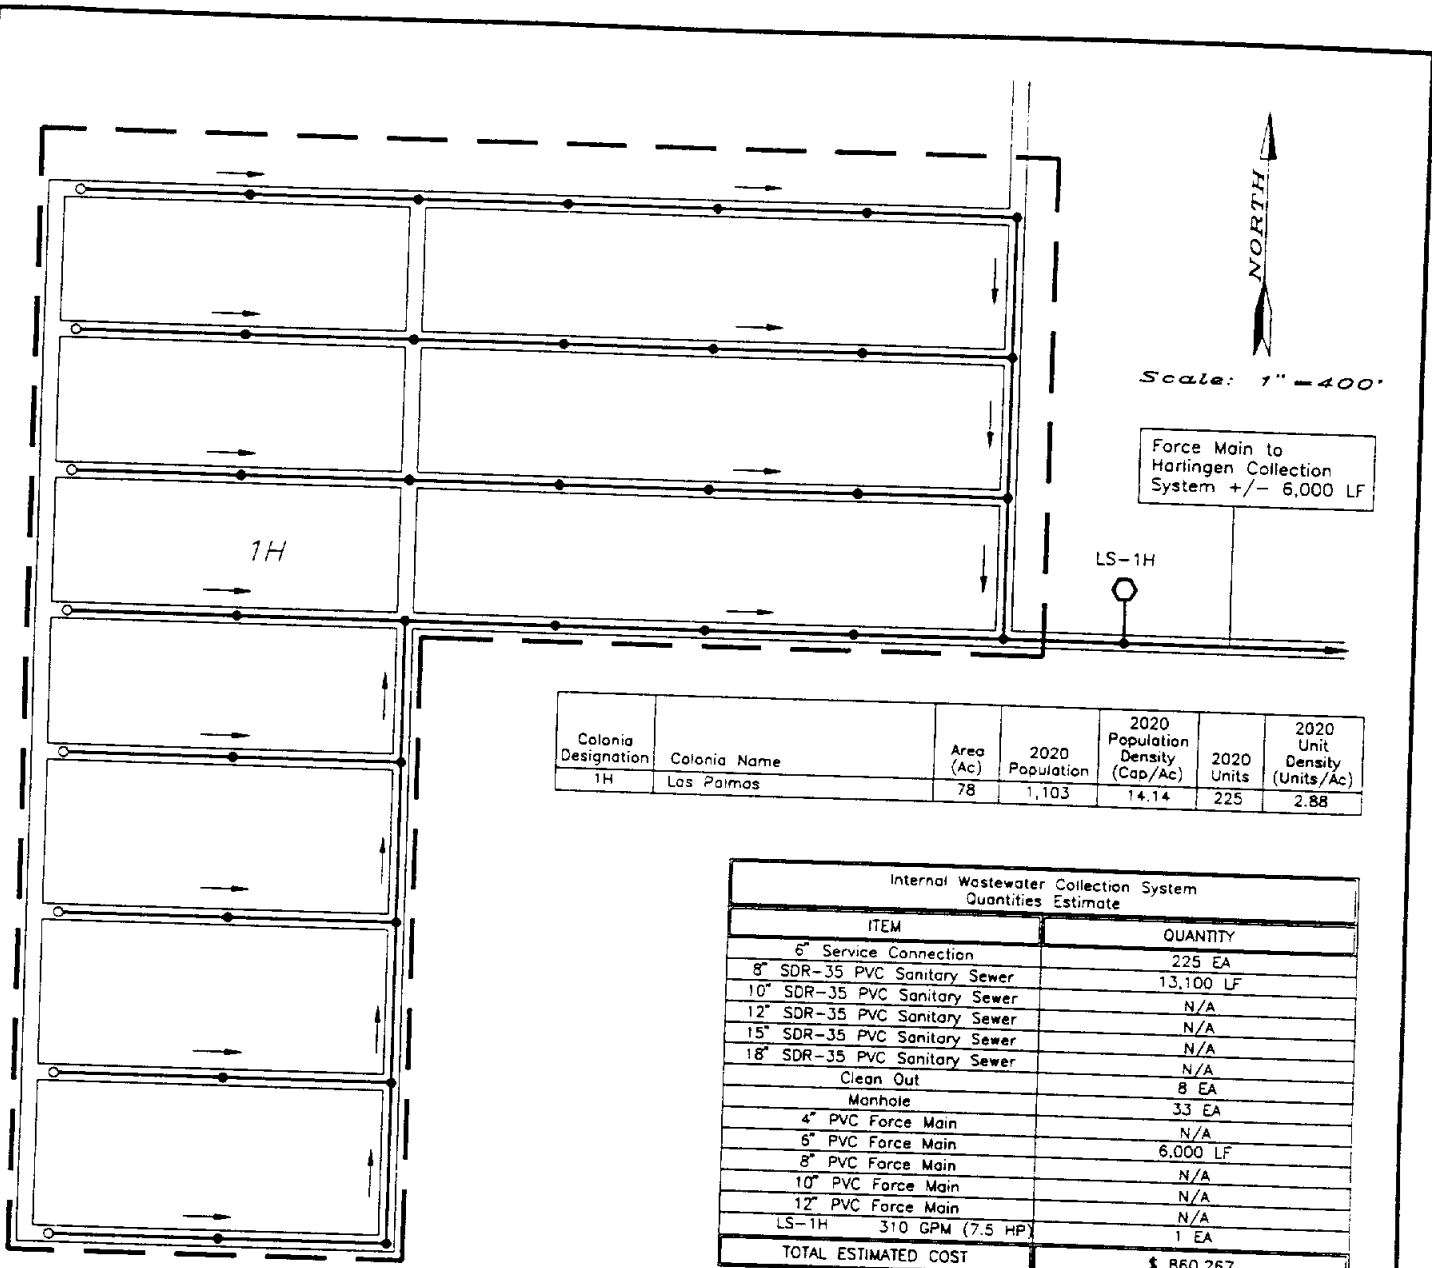 NORTH
Scale: 1"=400'
Force Main to
Harlingen Collection
System +/- 6,000 LF
LS-1H
1H
Colonia Designation Colonia Name Area (Ac) 2020 Population 2020 Population Density (Cap/Ac) 2020 Units 2020 Unit Density (Units/Ac)
1H Las Palmas 78 1,103 14.14 225 2.88
Internal Wastewater Collection System
Quantities Estimate
ITEM QUANTITY
6" Service Connection 225 EA
8" SDR-35 PVC Sanitary Sewer 13,100 LF
10" SDR-35 PVC Sanitary Sewer N/A
12" SDR-35 PVC Sanitary Sewer N/A
15" SDR-35 PVC Sanitary Sewer N/A
18" SDR-35 PVC Sanitary Sewer N/A
Clean Out 8 EA
Manhole 33 EA
4" PVC Force Main N/A
6" PVC Force Main 6,000 LF
8" PVC Force Main N/A
10" PVC Force Main N/A
12" PVC Force Main N/A
LS-1H 310 GPM (7.5 HP) 1 EA
TOTAL ESTIMATED COST $ 860,267